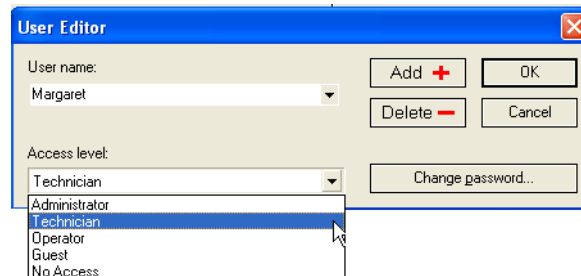 User Editor
User name:
Margaret
Add
OK
Delete
Cancel
Access level:
Technician
Change password...
Administrator
Technician
Operator
Guest
No Access